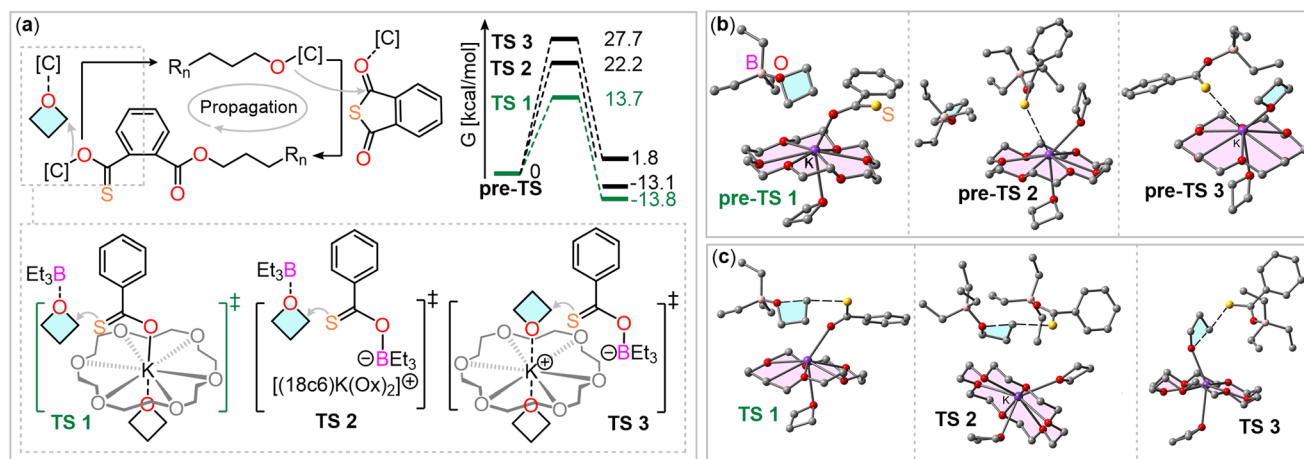 (a)
[C]
[C]
[C]
O
R_n
O
[C]
O
S
O
Propagation
[C]
O
S
O
O
R_n
G [kcal/mol]
TS 3
27.7
TS 2
22.2
TS 1
13.7
pre-TS
0
1.8
-13.1
-13.8
Et₃B
O
S
O
O
O
O
K
O
O
O
O
‡
TS 1
Et₃B
O
S
O
⊖BEt₃
[(18c6)K(Ox)₂]⊕
‡
TS 2
O
S
O
⊖BEt₃
O
O
O
K⊕
O
O
O
O
‡
TS 3
(b)
B
O
S
K
pre-TS 1
K
pre-TS 2
K
pre-TS 3
(c)
TS 1
K
TS 2
TS 3